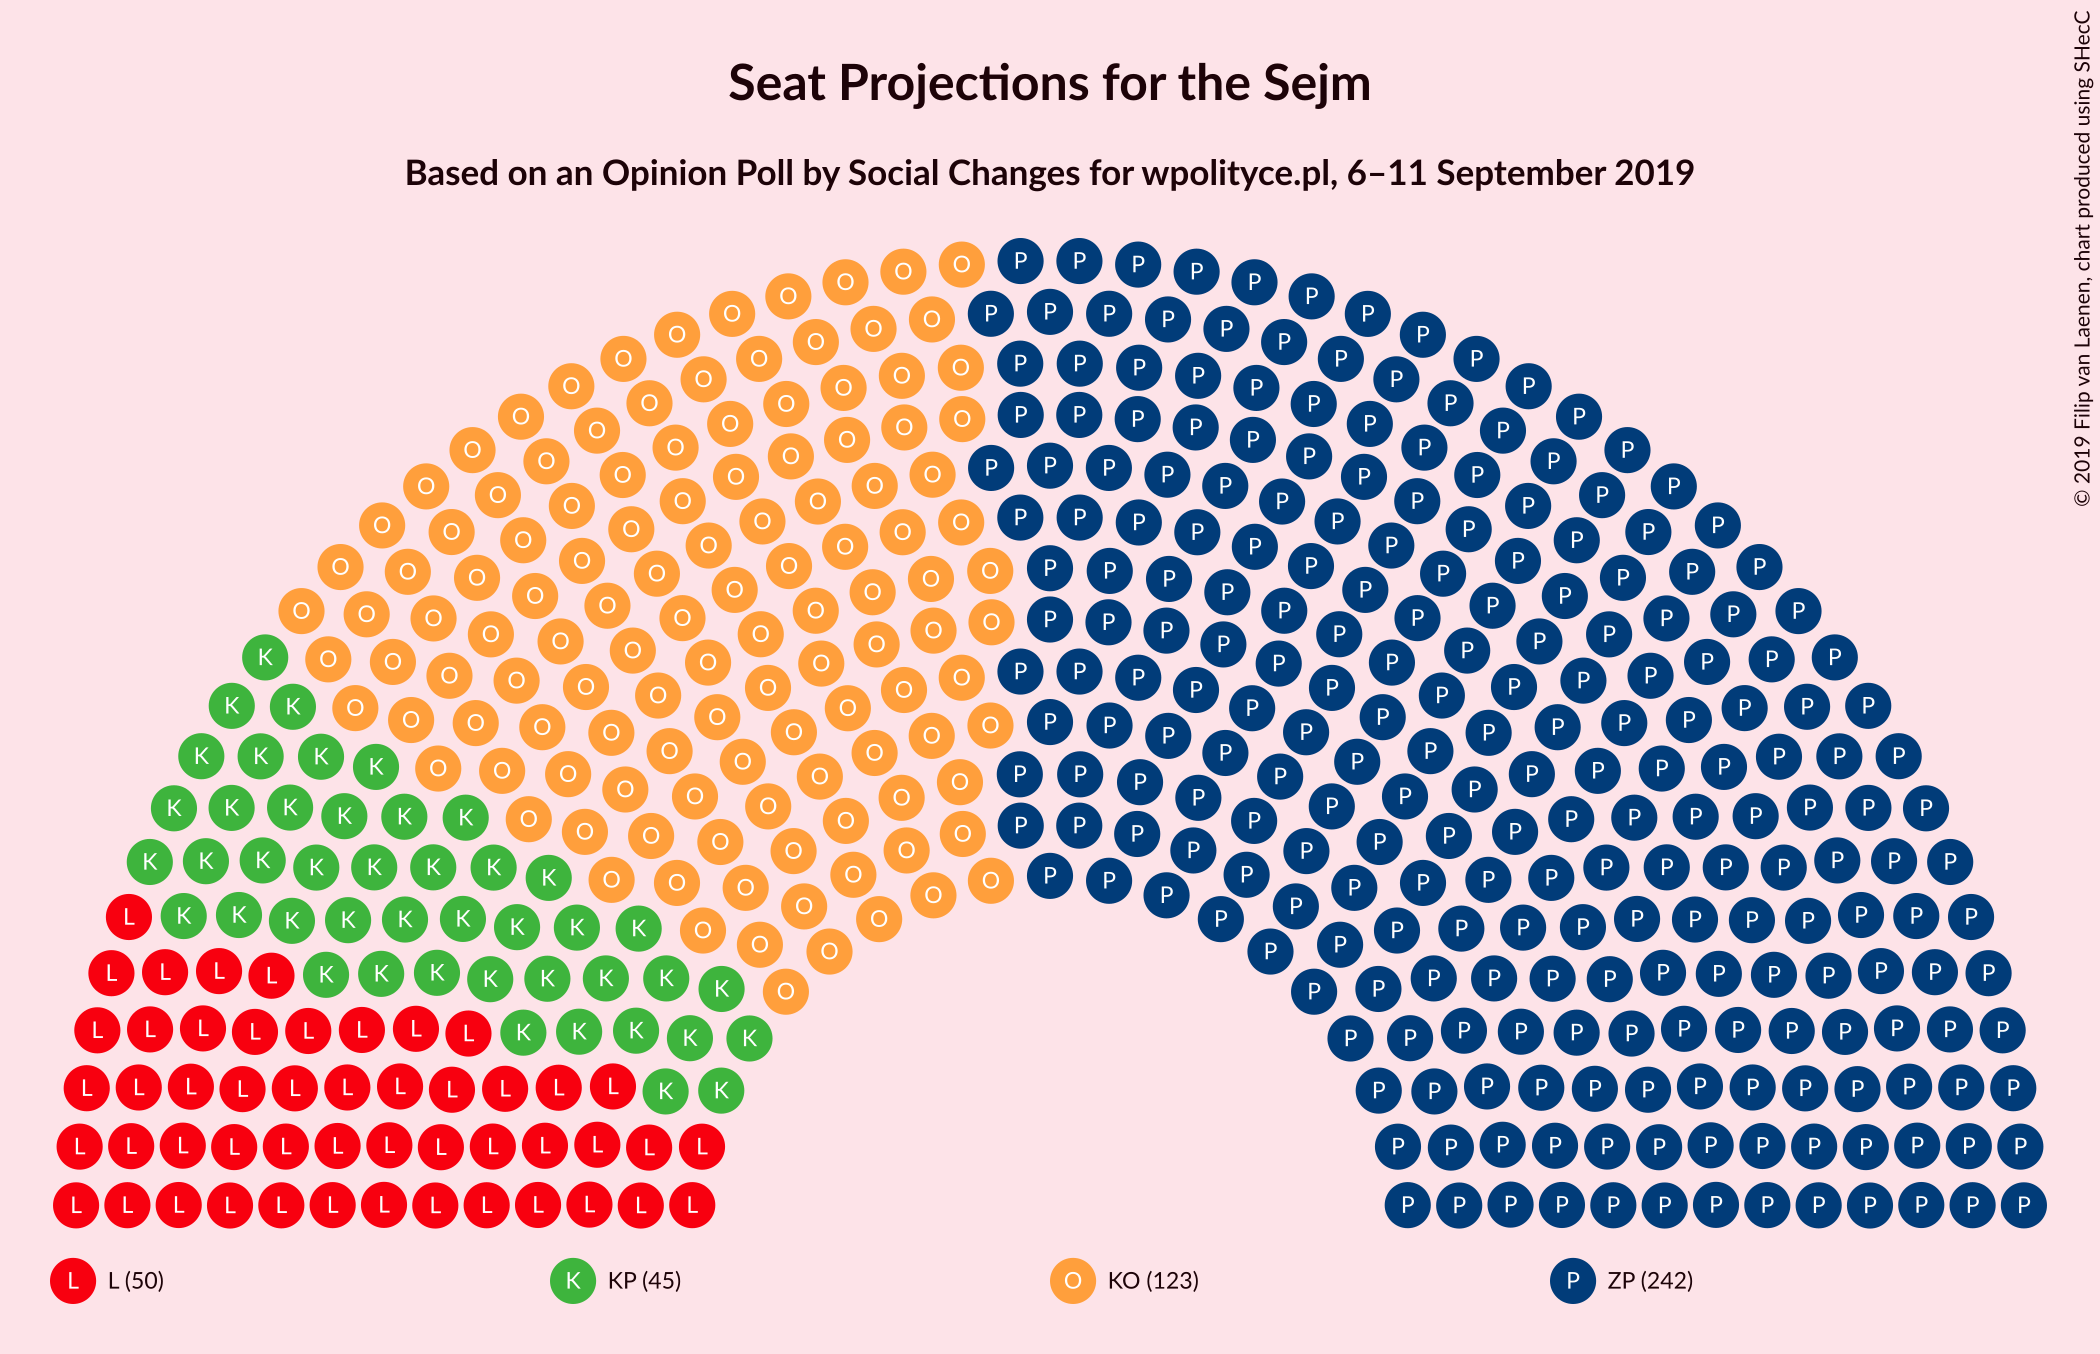 Seat Projections for the Sejm
Based on an Opinion Poll by Social Changes for wpolityce.pl, 6–11 September 2019
© 2019 Filip van Laenen, chart produced using SHecC
L L (50)
K KP (45)
O KO (123)
P ZP (242)